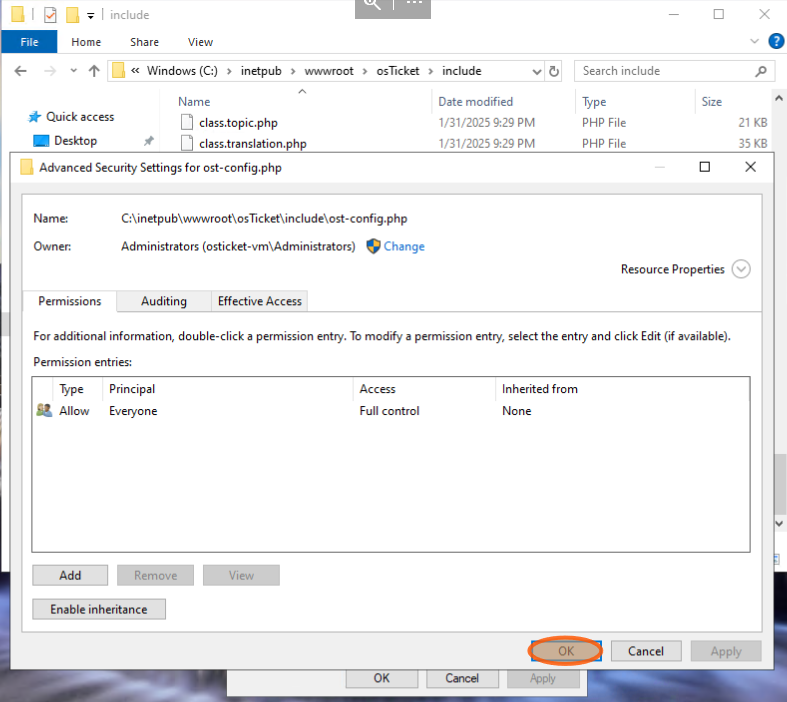 include
File Home Share View
« Windows (C:) › inetpub › wwwroot › osTicket › include
Search include
Quick access
Desktop
Name Date modified Type Size
class.topic.php 1/31/2025 9:29 PM PHP File 21 KB
class.translation.php 1/31/2025 9:29 PM PHP File 35 KB
Advanced Security Settings for ost-config.php
Name: C:\inetpub\wwwroot\osTicket\include\ost-config.php
Owner: Administrators (osticket-vm\Administrators) Change
Resource Properties
Permissions Auditing Effective Access
For additional information, double-click a permission entry. To modify a permission entry, select the entry and click Edit (if available).
Permission entries:
Type Principal Access Inherited from
Allow Everyone Full control None
Add Remove View
Enable inheritance
OK Cancel Apply
OK Cancel Apply